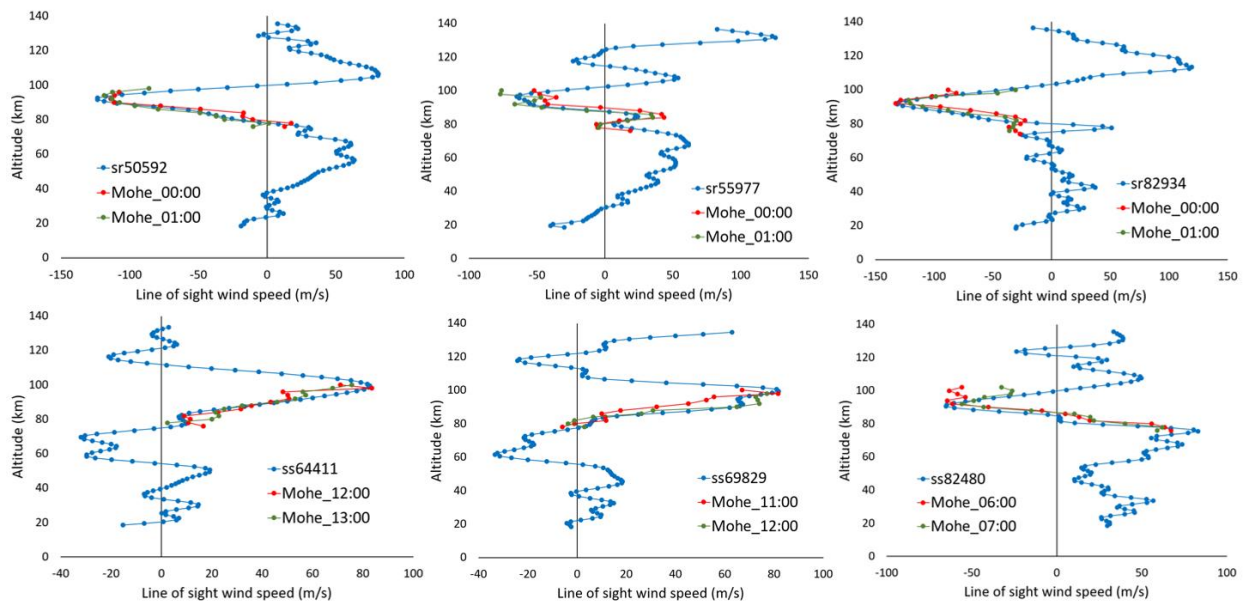 140
120
100
80
60
40
20
0
Altitude (km)
sr50592
Mohe_00:00
Mohe_01:00
-150 -100 -50 0 50 100
Line of sight wind speed (m/s)
140
120
100
80
60
40
20
0
Altitude (km)
sr55977
Mohe_00:00
Mohe_01:00
-100 -50 0 50 100 150
Line of sight wind speed (m/s)
140
120
100
80
60
40
20
0
Altitude (km)
sr82934
Mohe_00:00
Mohe_01:00
-150 -100 -50 0 50 100 150
Line of sight wind speed (m/s)
160
140
120
100
80
60
40
20
0
Altitude (km)
ss64411
Mohe_12:00
Mohe_13:00
-40 -20 0 20 40 60 80 100
Line of sight wind speed (m/s)
140
120
100
80
60
40
20
0
Altitude (km)
ss69829
Mohe_11:00
Mohe_12:00
-40 -20 0 20 40 60 80 100
Line of sight wind speed (m/s)
140
120
100
80
60
40
20
0
Altitude (km)
ss82480
Mohe_06:00
Mohe_07:00
-100 -50 0 50 100
Line of sight wind speed (m/s)